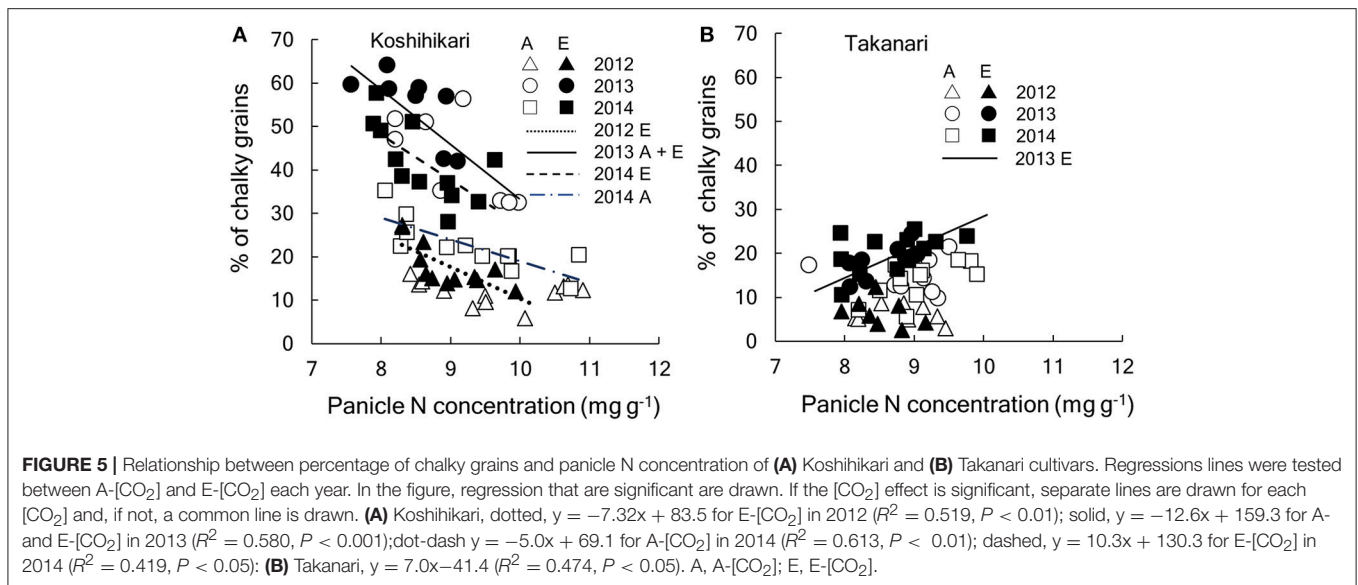 A
Koshihikari
70
60
50
40
30
20
10
0
% of chalky grains
7 8 9 10 11 12
Panicle N concentration (mg g-1)
A E
2012
2013
2014
2012 E
2013 A + E
2014 E
2014 A
B
Takanari
70
60
50
40
30
20
10
0
% of chalky grains
7 8 9 10 11 12
Panicle N concentration (mg g-1)
A E
2012
2013
2014
2013 E
FIGURE 5 | Relationship between percentage of chalky grains and panicle N concentration of (A) Koshihikari and (B) Takanari cultivars. Regressions lines were tested
between A-[CO2] and E-[CO2] each year. In the figure, regression that are significant are drawn. If the [CO2] effect is significant, separate lines are drawn for each
[CO2] and, if not, a common line is drawn. (A) Koshihikari, dotted, y = −7.32x + 83.5 for E-[CO2] in 2012 (R2 = 0.519, P < 0.01); solid, y = −12.6x + 159.3 for A-
and E-[CO2] in 2013 (R2 = 0.580, P < 0.001);dot-dash y = −5.0x + 69.1 for A-[CO2] in 2014 (R2 = 0.613, P < 0.01); dashed, y = 10.3x + 130.3 for E-[CO2] in
2014 (R2 = 0.419, P < 0.05): (B) Takanari, y = 7.0x−41.4 (R2 = 0.474, P < 0.05). A, A-[CO2]; E, E-[CO2].